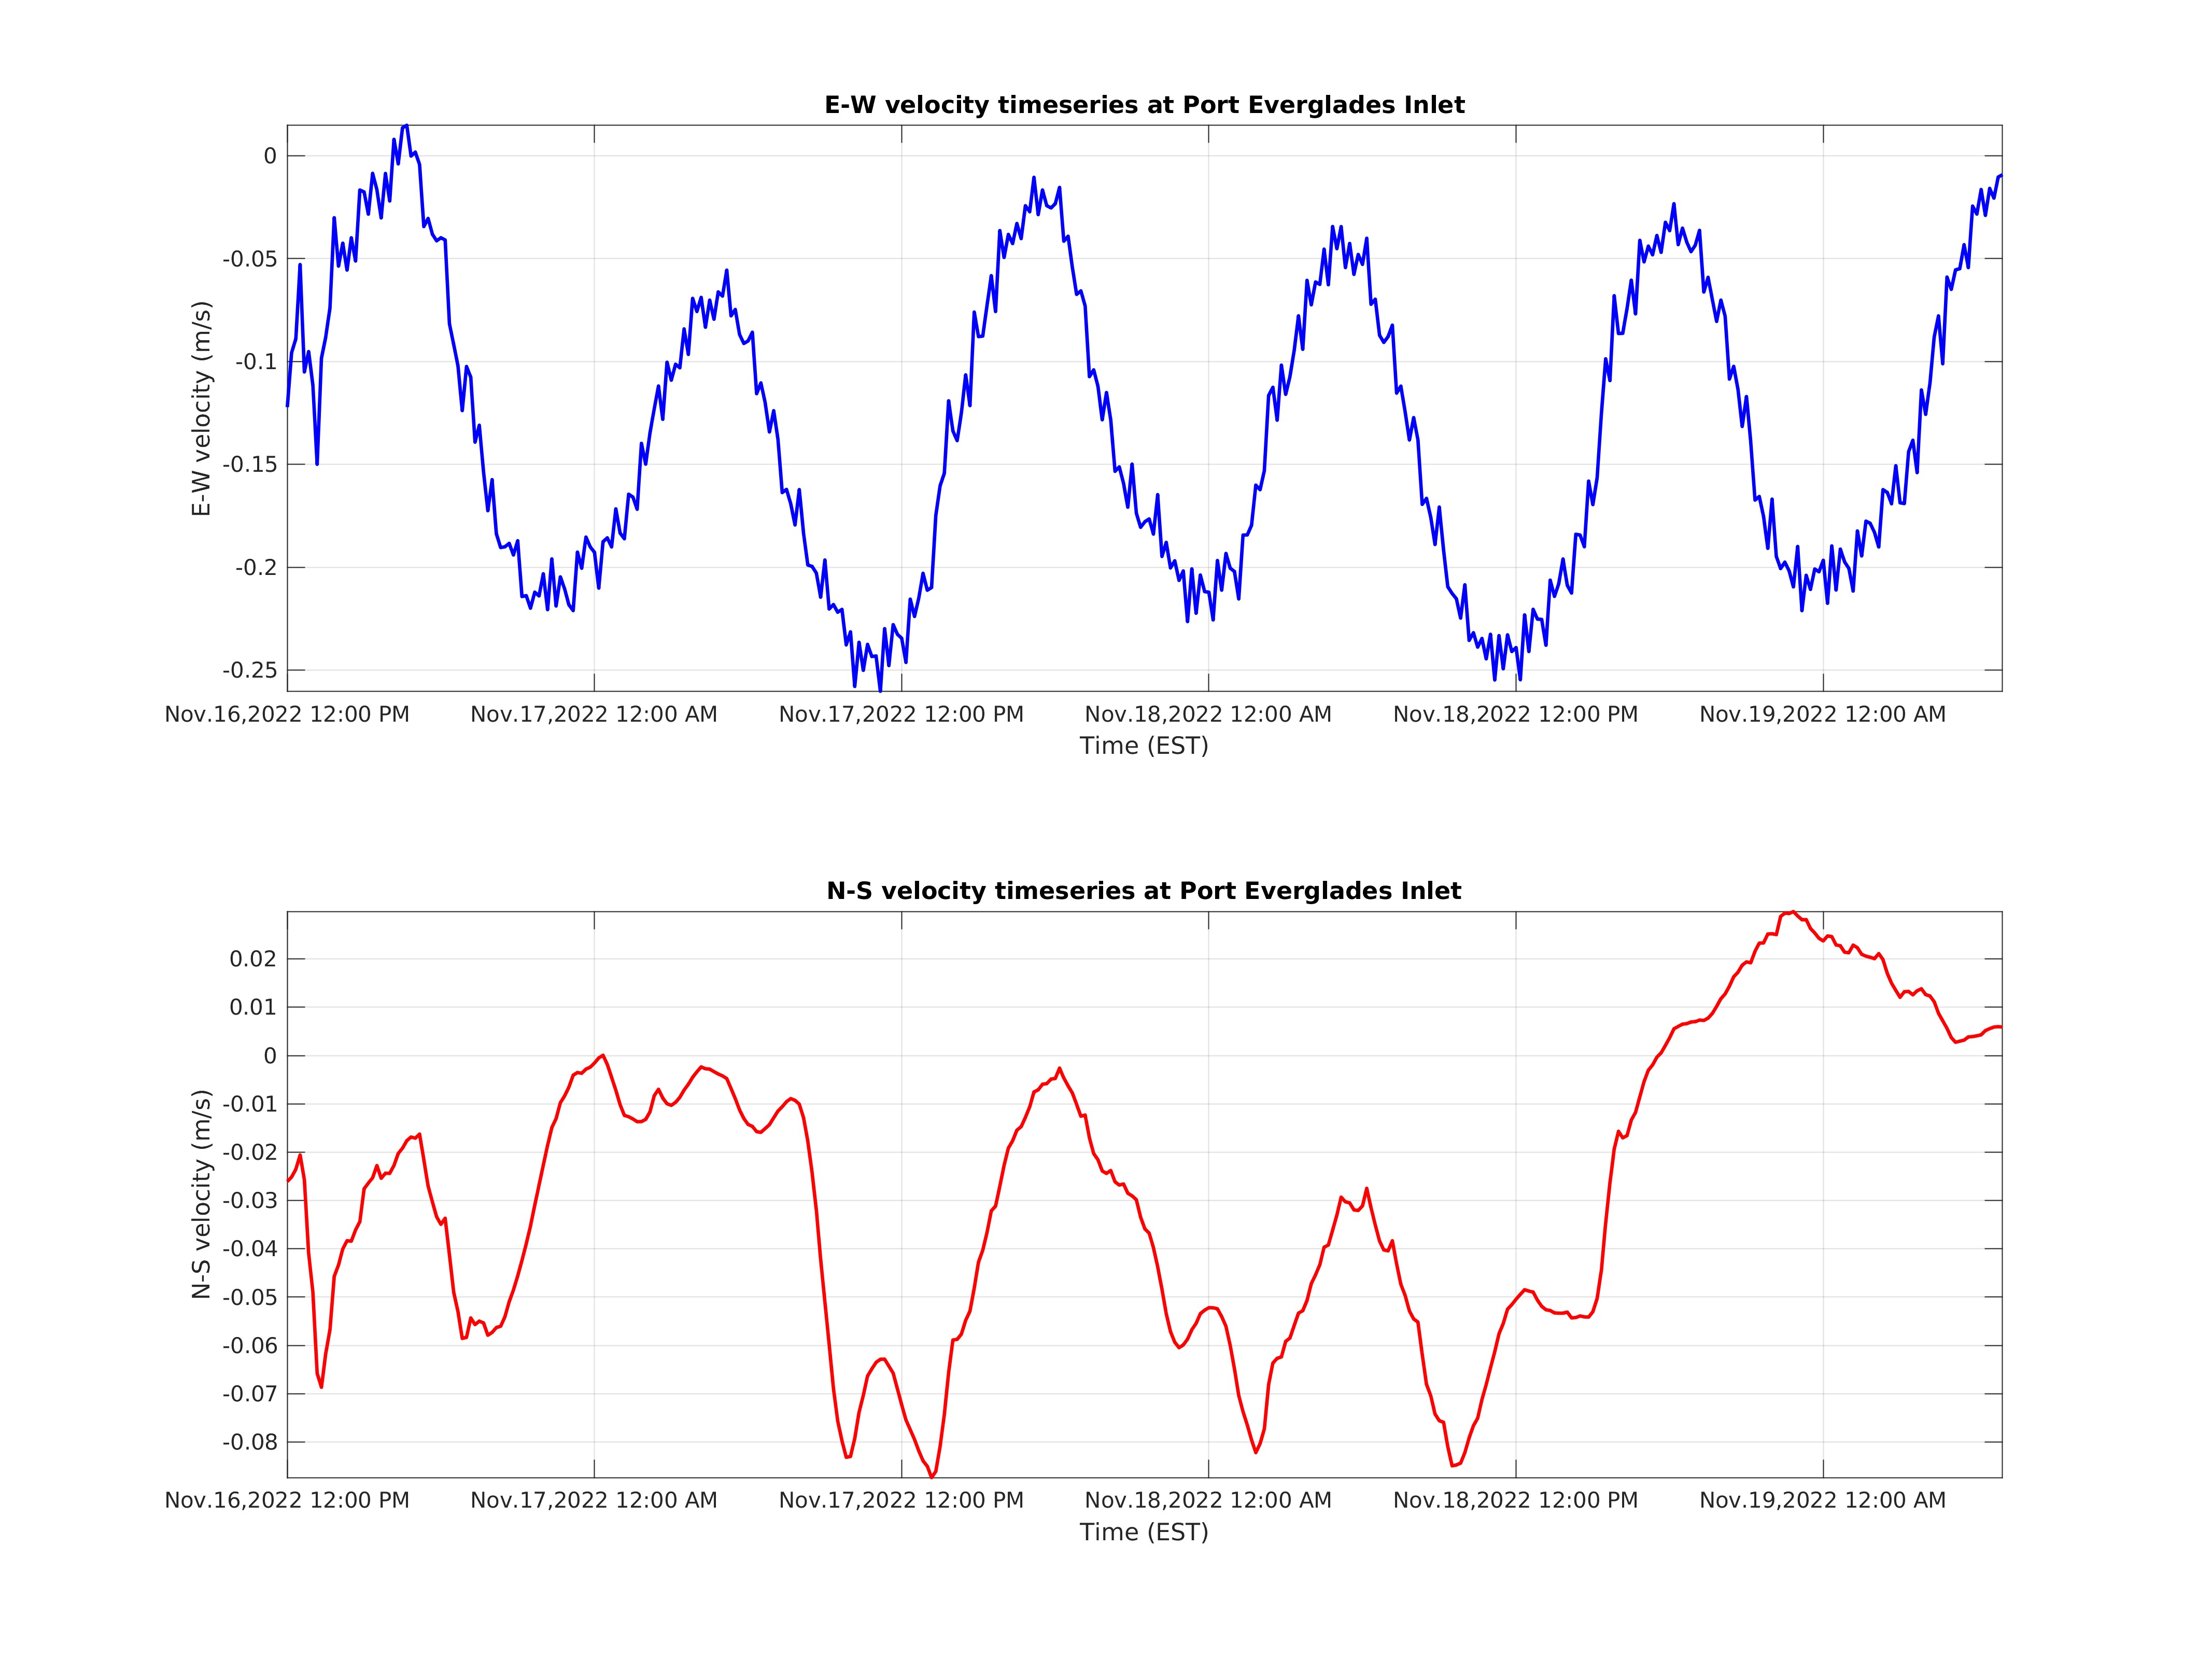 E-W velocity timeseries at Port Everglades Inlet
0
-0.05
-0.1
-0.15
-0.2
-0.25
E-W velocity (m/s)
Nov.16,2022 12:00 PM Nov.17,2022 12:00 AM Nov.17,2022 12:00 PM Nov.18,2022 12:00 AM Nov.18,2022 12:00 PM Nov.19,2022 12:00 AM
Time (EST)
N-S velocity timeseries at Port Everglades Inlet
0.02
0.01
0
-0.01
-0.02
-0.03
-0.04
-0.05
-0.06
-0.07
-0.08
N-S velocity (m/s)
Nov.16,2022 12:00 PM Nov.17,2022 12:00 AM Nov.17,2022 12:00 PM Nov.18,2022 12:00 AM Nov.18,2022 12:00 PM Nov.19,2022 12:00 AM
Time (EST)